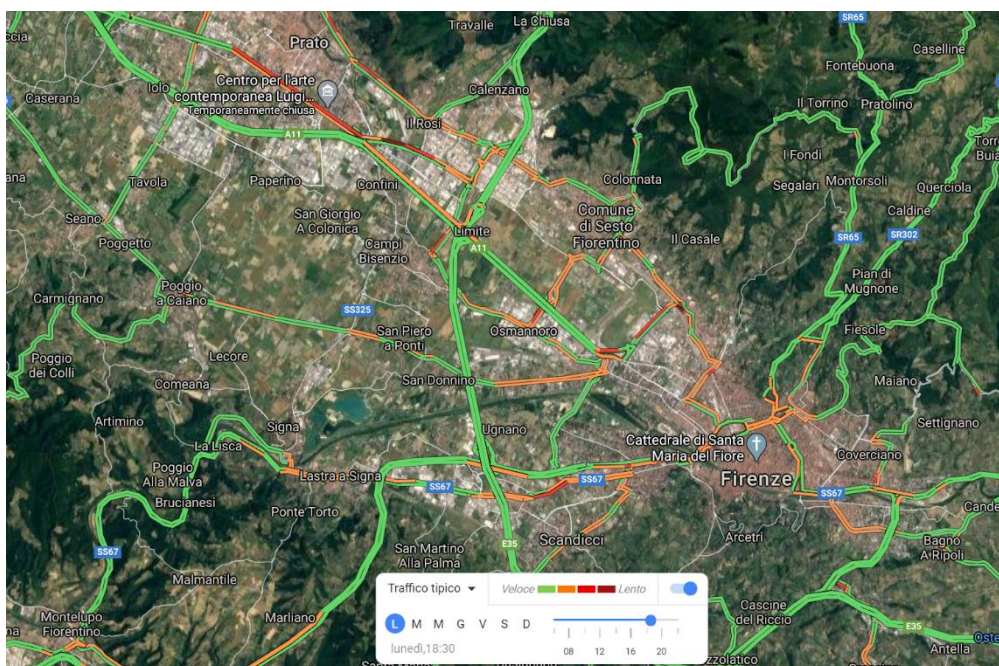 Travalle
La Chiusa
SR65
Caselline
Prato
Fontebuona
Centro per l'arte
contemporanea Luigi...
Temporaneamente chiusa
Iolo
Calenzano
Caserana
Il Torrino
Pratolino
Il Rosi
A11
I Fondi
Tavola
Paperino
Confini
Colonnata
Segalari
Montorsoli
Querciola
Seano
San Giorgio
A Colonica
Comune
di Sesto
Fiorentino
Caldine
Poggetto
Campi
Bisenzio
Limite
A11
Il Casale
SR65
SR302
Pian di
Mugnone
Carmignano
Poggio
a Caiano
SS325
San Piero
a Ponti
Osmannoro
Fiesole
Poggio
dei Colli
Lecore
Comeana
San Donnino
Maiano
Artimino
Signa
Ugnano
Settignano
La Lisca
Cattedrale di Santa
Maria del Fiore
Coverciano
Poggio
Alla Malva
Lastra a Signa
SS67
SS67
Firenze
SS67
Brucianesi
Ponte Torto
SS67
E35
Scandicci
Arcetri
Bagno
A Ripoli
San Martino
Alla Palma
Malmantile
Montelupo
Fiorentino
Marliano
Cascine
del Riccio
E35
Antella
Traffico tipico
Veloce
Lento
L M M G V S D
08 12 16 20
lunedì,18:30